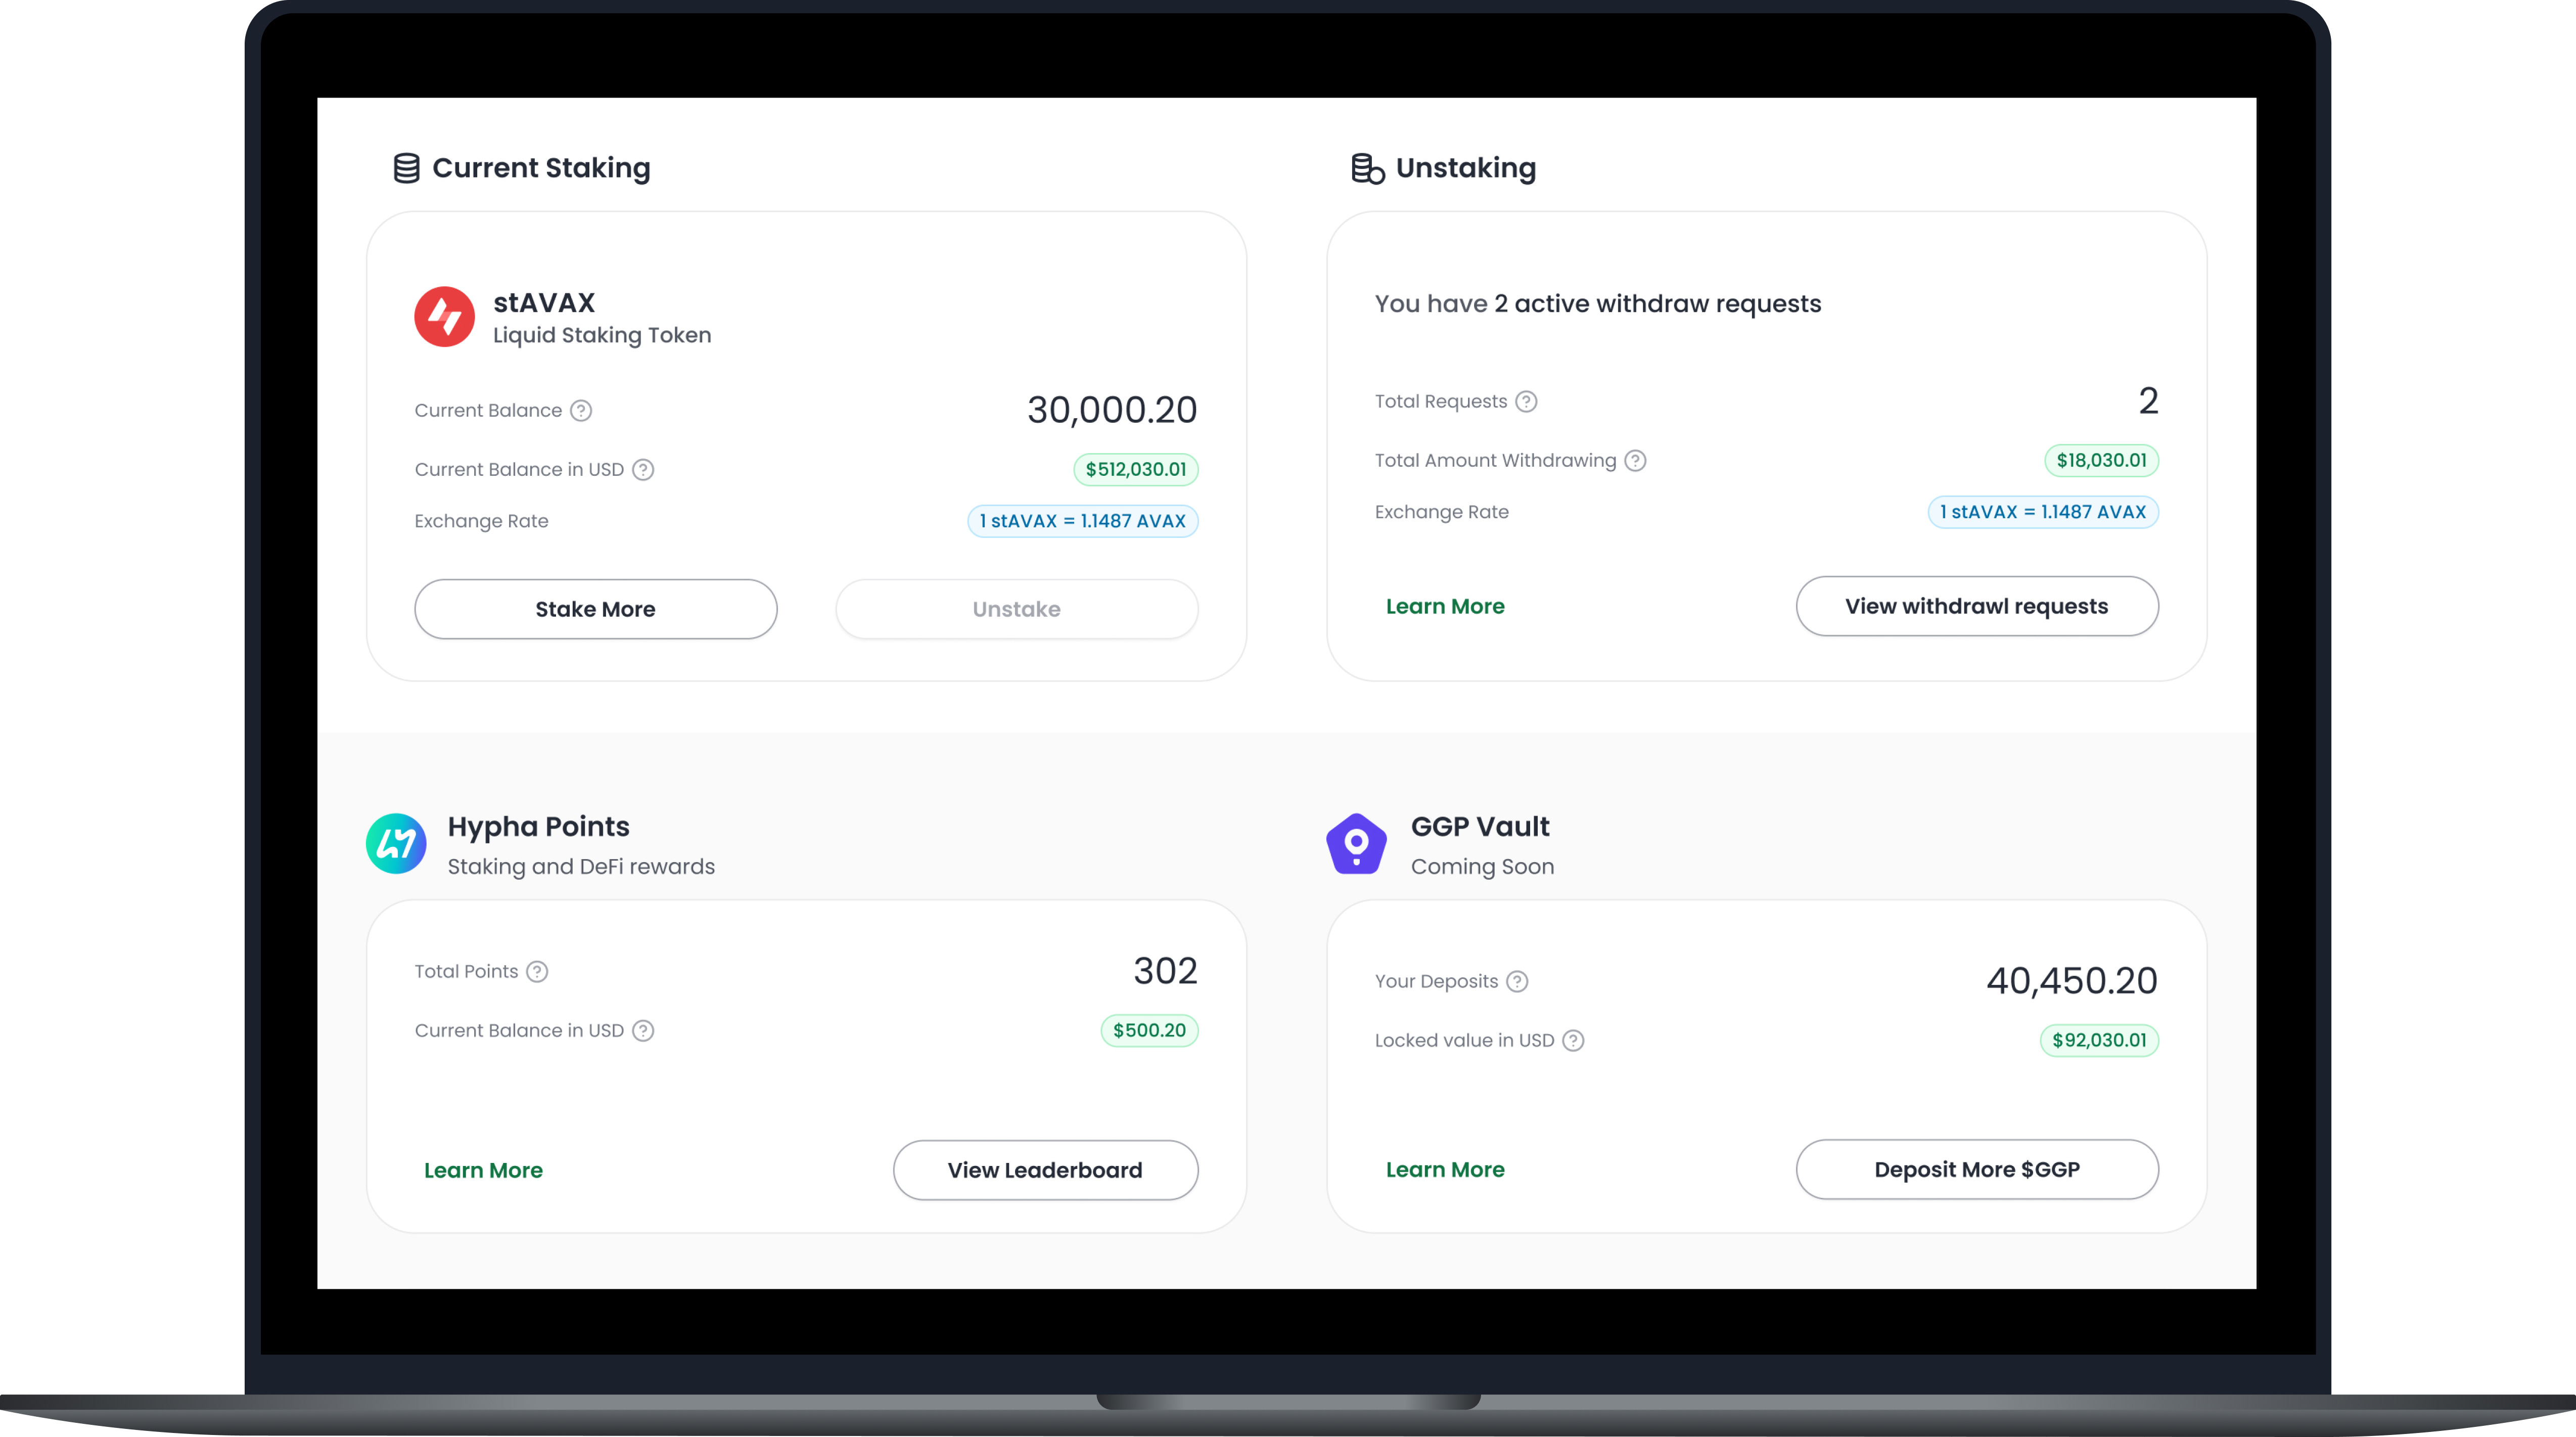 Current Staking
stAVAX
Liquid Staking Token
Current Balance
30,000.20
Current Balance in USD
$512,030.01
Exchange Rate
1 stAVAX = 1.1487 AVAX
Stake More
Unstake
Unstaking
You have 2 active withdraw requests
Total Requests
2
Total Amount Withdrawing
$18,030.01
Exchange Rate
1 stAVAX = 1.1487 AVAX
Learn More
View withdrawl requests
Hypha Points
Staking and DeFi rewards
Total Points
302
Current Balance in USD
$500.20
Learn More
View Leaderboard
GGP Vault
Coming Soon
Your Deposits
40,450.20
Locked value in USD
$92,030.01
Learn More
Deposit More $GGP